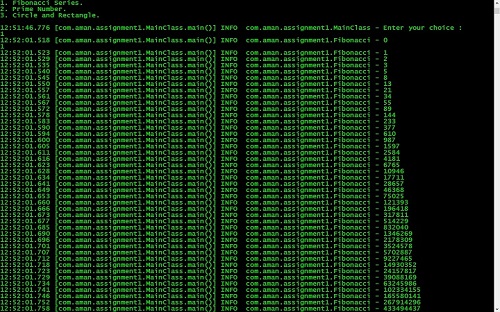 1. Fibonacci Series.
2. Prime Number.
3. Circle and Rectangle.
12:51:46.776 [com.aman.assignment1.MainClass.main()] INFO com.aman.assignment1.MainClass - Enter your choice :
12:52:01.518 [com.aman.assignment1.MainClass.main()] INFO com.aman.assignment1.Fibonacci - 0
1
12:52:01.523 [com.aman.assignment1.MainClass.main()] INFO com.aman.assignment1.Fibonacci - 1
12:52:01.529 [com.aman.assignment1.MainClass.main()] INFO com.aman.assignment1.Fibonacci - 2
12:52:01.535 [com.aman.assignment1.MainClass.main()] INFO com.aman.assignment1.Fibonacci - 3
12:52:01.540 [com.aman.assignment1.MainClass.main()] INFO com.aman.assignment1.Fibonacci - 5
12:52:01.545 [com.aman.assignment1.MainClass.main()] INFO com.aman.assignment1.Fibonacci - 8
12:52:01.550 [com.aman.assignment1.MainClass.main()] INFO com.aman.assignment1.Fibonacci - 13
12:52:01.557 [com.aman.assignment1.MainClass.main()] INFO com.aman.assignment1.Fibonacci - 21
12:52:01.561 [com.aman.assignment1.MainClass.main()] INFO com.aman.assignment1.Fibonacci - 34
12:52:01.567 [com.aman.assignment1.MainClass.main()] INFO com.aman.assignment1.Fibonacci - 55
12:52:01.572 [com.aman.assignment1.MainClass.main()] INFO com.aman.assignment1.Fibonacci - 89
12:52:01.578 [com.aman.assignment1.MainClass.main()] INFO com.aman.assignment1.Fibonacci - 144
12:52:01.583 [com.aman.assignment1.MainClass.main()] INFO com.aman.assignment1.Fibonacci - 233
12:52:01.590 [com.aman.assignment1.MainClass.main()] INFO com.aman.assignment1.Fibonacci - 377
12:52:01.594 [com.aman.assignment1.MainClass.main()] INFO com.aman.assignment1.Fibonacci - 610
12:52:01.600 [com.aman.assignment1.MainClass.main()] INFO com.aman.assignment1.Fibonacci - 987
12:52:01.605 [com.aman.assignment1.MainClass.main()] INFO com.aman.assignment1.Fibonacci - 1597
12:52:01.611 [com.aman.assignment1.MainClass.main()] INFO com.aman.assignment1.Fibonacci - 2584
12:52:01.616 [com.aman.assignment1.MainClass.main()] INFO com.aman.assignment1.Fibonacci - 4181
12:52:01.623 [com.aman.assignment1.MainClass.main()] INFO com.aman.assignment1.Fibonacci - 6765
12:52:01.628 [com.aman.assignment1.MainClass.main()] INFO com.aman.assignment1.Fibonacci - 10946
12:52:01.634 [com.aman.assignment1.MainClass.main()] INFO com.aman.assignment1.Fibonacci - 17711
12:52:01.641 [com.aman.assignment1.MainClass.main()] INFO com.aman.assignment1.Fibonacci - 28657
12:52:01.649 [com.aman.assignment1.MainClass.main()] INFO com.aman.assignment1.Fibonacci - 46368
12:52:01.653 [com.aman.assignment1.MainClass.main()] INFO com.aman.assignment1.Fibonacci - 75025
12:52:01.660 [com.aman.assignment1.MainClass.main()] INFO com.aman.assignment1.Fibonacci - 121393
12:52:01.666 [com.aman.assignment1.MainClass.main()] INFO com.aman.assignment1.Fibonacci - 196418
12:52:01.673 [com.aman.assignment1.MainClass.main()] INFO com.aman.assignment1.Fibonacci - 317811
12:52:01.677 [com.aman.assignment1.MainClass.main()] INFO com.aman.assignment1.Fibonacci - 514229
12:52:01.685 [com.aman.assignment1.MainClass.main()] INFO com.aman.assignment1.Fibonacci - 832040
12:52:01.690 [com.aman.assignment1.MainClass.main()] INFO com.aman.assignment1.Fibonacci - 1346269
12:52:01.696 [com.aman.assignment1.MainClass.main()] INFO com.aman.assignment1.Fibonacci - 2178309
12:52:01.701 [com.aman.assignment1.MainClass.main()] INFO com.aman.assignment1.Fibonacci - 3524578
12:52:01.707 [com.aman.assignment1.MainClass.main()] INFO com.aman.assignment1.Fibonacci - 5702887
12:52:01.712 [com.aman.assignment1.MainClass.main()] INFO com.aman.assignment1.Fibonacci - 9227465
12:52:01.718 [com.aman.assignment1.MainClass.main()] INFO com.aman.assignment1.Fibonacci - 14930352
12:52:01.723 [com.aman.assignment1.MainClass.main()] INFO com.aman.assignment1.Fibonacci - 24157817
12:52:01.729 [com.aman.assignment1.MainClass.main()] INFO com.aman.assignment1.Fibonacci - 39088169
12:52:01.734 [com.aman.assignment1.MainClass.main()] INFO com.aman.assignment1.Fibonacci - 63245986
12:52:01.741 [com.aman.assignment1.MainClass.main()] INFO com.aman.assignment1.Fibonacci - 102334155
12:52:01.746 [com.aman.assignment1.MainClass.main()] INFO com.aman.assignment1.Fibonacci - 165580141
12:52:01.752 [com.aman.assignment1.MainClass.main()] INFO com.aman.assignment1.Fibonacci - 267914296
12:52:01.758 [com.aman.assignment1.MainClass.main()] INFO com.aman.assignment1.Fibonacci - 433494437